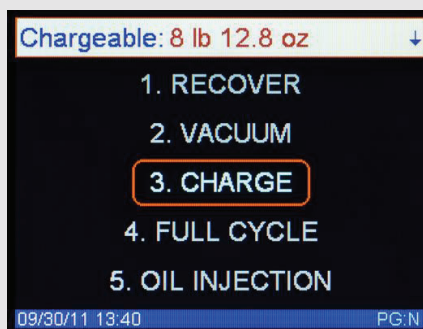 Chargeable: 8 lb 12.8 oz ↓
1. RECOVER
2. VACUUM
3. CHARGE
4. FULL CYCLE
5. OIL INJECTION
09/30/11 13:40 PG:N